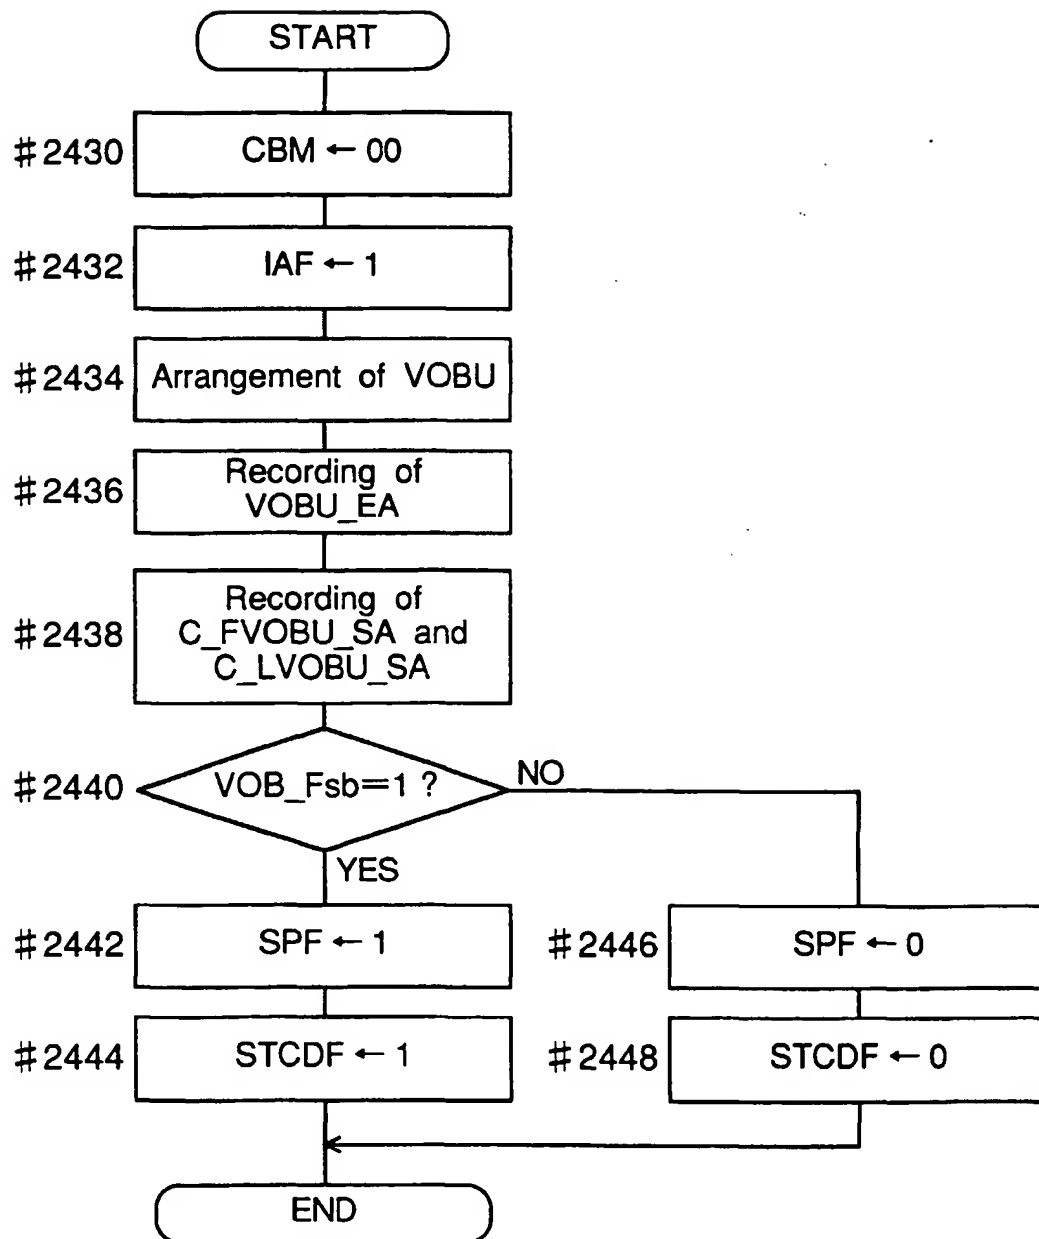 START
#2430
CBM ← 00
#2432
IAF ← 1
#2434
Arrangement of VOBU
#2436
Recording of
VOBU_EA
#2438
Recording of
C_FVOBU_SA and
C_LVOBU_SA
#2440
VOB_Fsb=1 ?
NO
YES
#2442
SPF ← 1
#2446
SPF ← 0
#2444
STCDF ← 1
#2448
STCDF ← 0
END